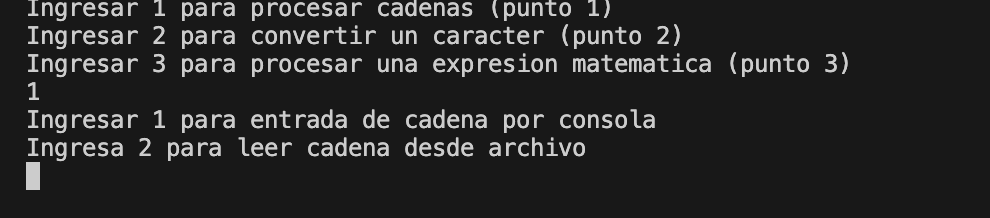 Ingresar 1 para procesar cadenas (punto 1)
Ingresar 2 para convertir un caracter (punto 2)
Ingresar 3 para procesar una expresion matematica (punto 3)
1
Ingresar 1 para entrada de cadena por consola
Ingresa 2 para leer cadena desde archivo